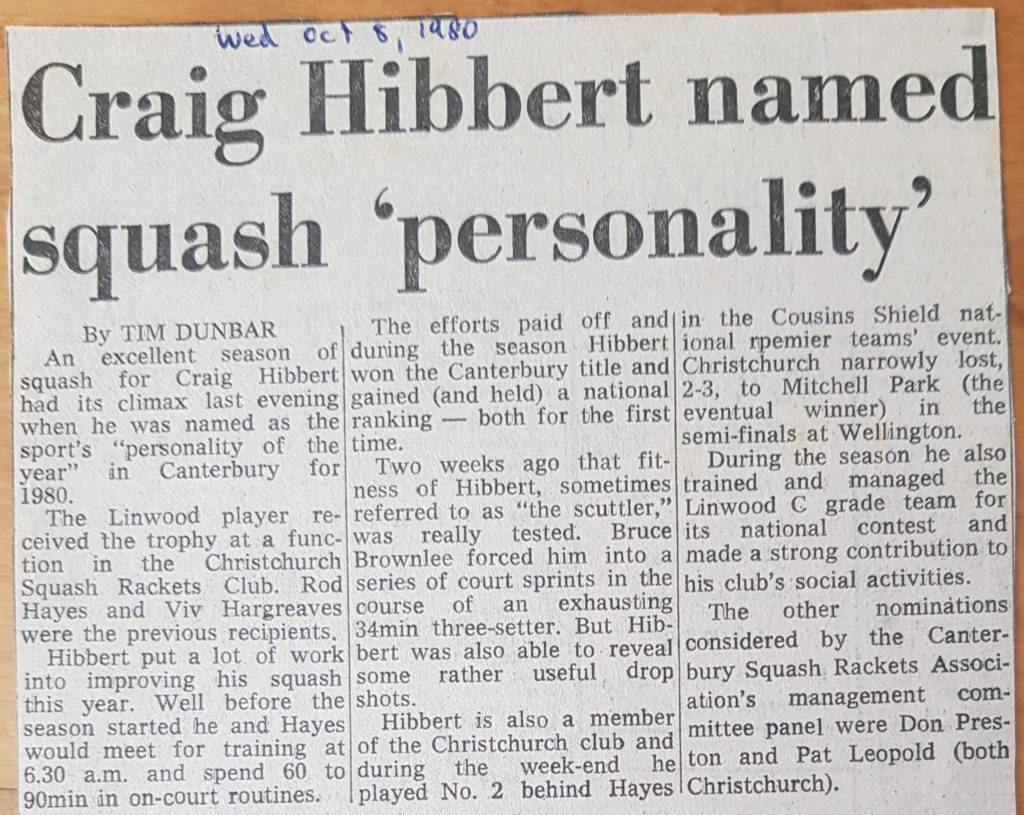 Wed Oct 8, 1980
Craig Hibbert named
squash ‘personality’
By TIM DUNBAR
An excellent season of
squash for Craig Hibbert
had its climax last evening
when he was named as the
sport's "personality of the
year" in Canterbury for
1980.
The Linwood player re-
ceived the trophy at a func-
tion in the Christchurch
Squash Rackets Club. Rod
Hayes and Viv Hargreaves
were the previous recipients.
Hibbert put a lot of work
into improving his squash
this year. Well before the
season started he and Hayes
would meet for training at
6.30 a.m. and spend 60 to
90min in on-court routines.
The efforts paid off and
during the season Hibbert
won the Canterbury title and
gained (and held) a national
ranking — both for the first
time.
Two weeks ago that fit-
ness of Hibbert, sometimes
referred to as "the scuttler,"
was really tested. Bruce
Brownlee forced him into a
series of court sprints in the
course of an exhausting
34min three-setter. But Hib-
bert was also able to reveal
some rather useful drop
shots.
Hibbert is also a member
of the Christchurch club and
during the week-end he
played No. 2 behind Hayes
in the Cousins Shield nat-
ional rpemier teams' event.
Christchurch narrowly lost,
2-3, to Mitchell Park (the
eventual winner) in the
semi-finals at Wellington.
During the season he also
trained and managed the
Linwood C grade team for
its national contest and
made a strong contribution to
his club's social activities.
The other nominations
considered by the Canter-
bury Squash Rackets Associ-
ation's management com-
mittee panel were Don Pres-
ton and Pat Leopold (both
Christchurch).